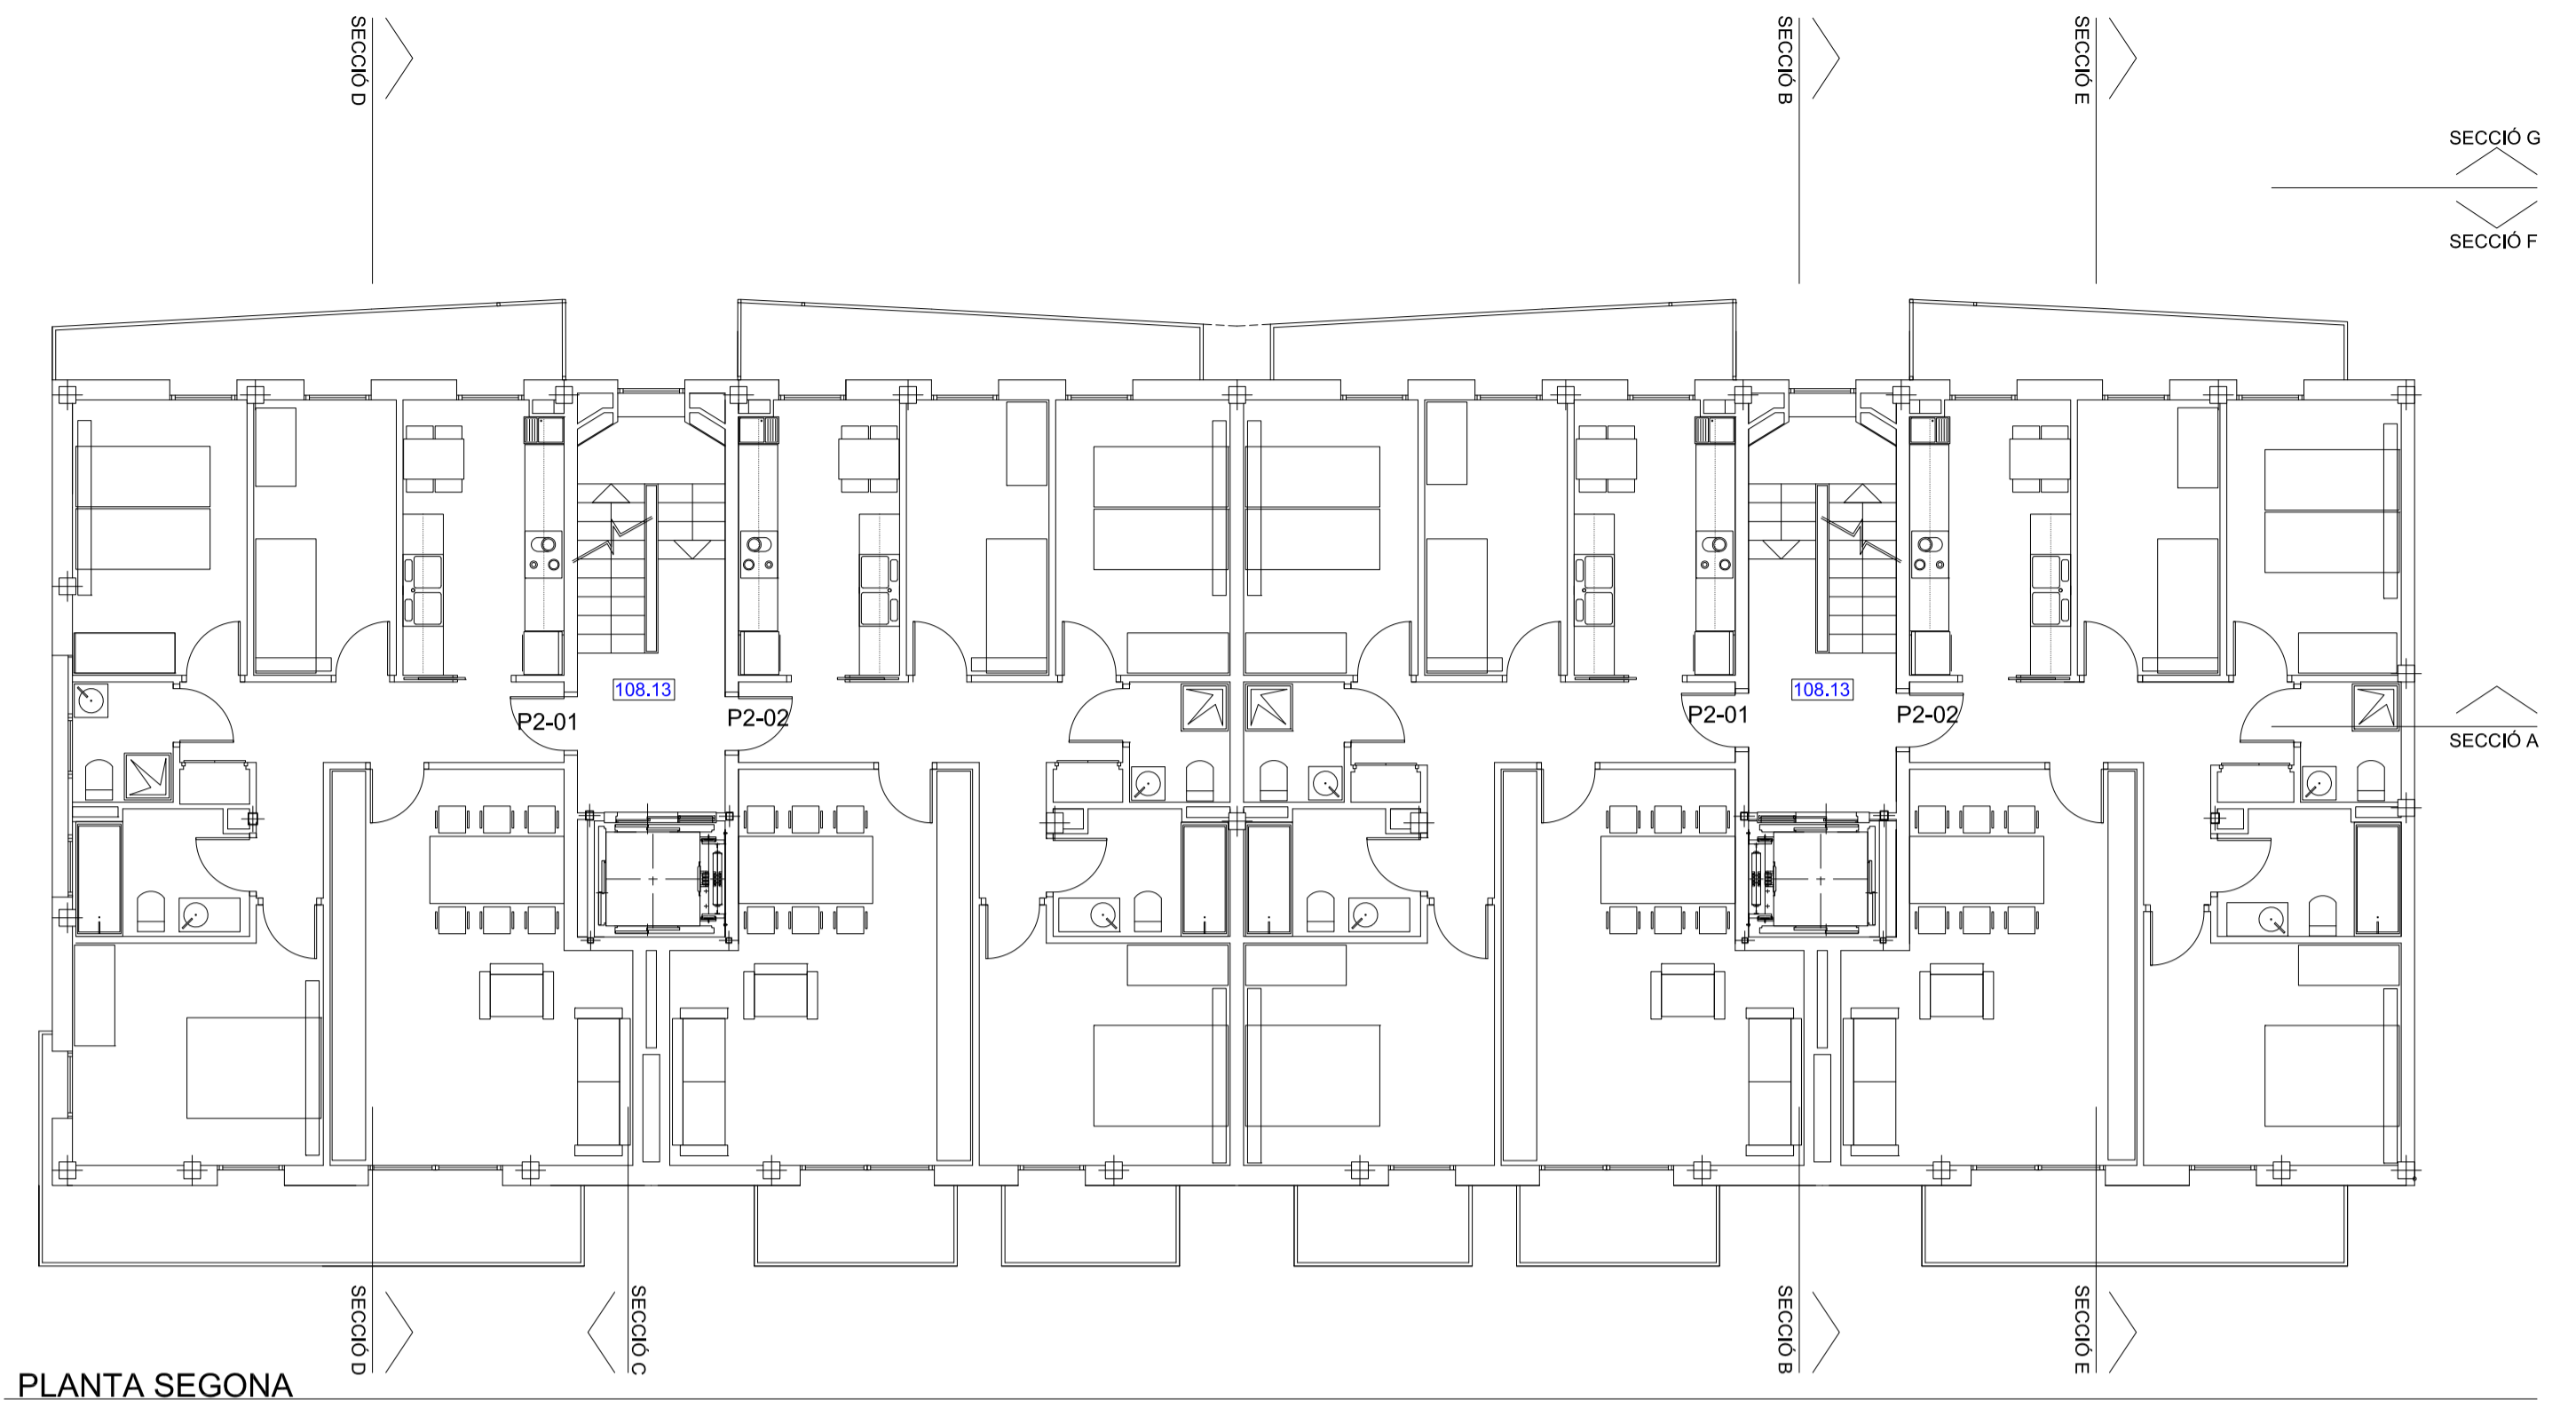 SECCIÓ D
SECCIÓ B
SECCIÓ E
SECCIÓ G
SECCIÓ F
108.13
108.13
P2-01
P2-02
P2-01
P2-02
SECCIÓ A
SECCIÓ D
SECCIÓ C
SECCIÓ B
SECCIÓ E
PLANTA SEGONA